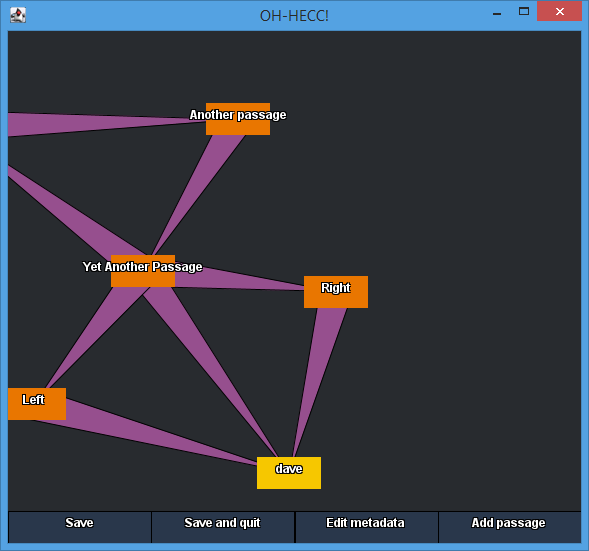 OH-HECC!
Another passage
Yet Another Passage
Right
Left
dave
Save
Save and quit
Edit metadata
Add passage